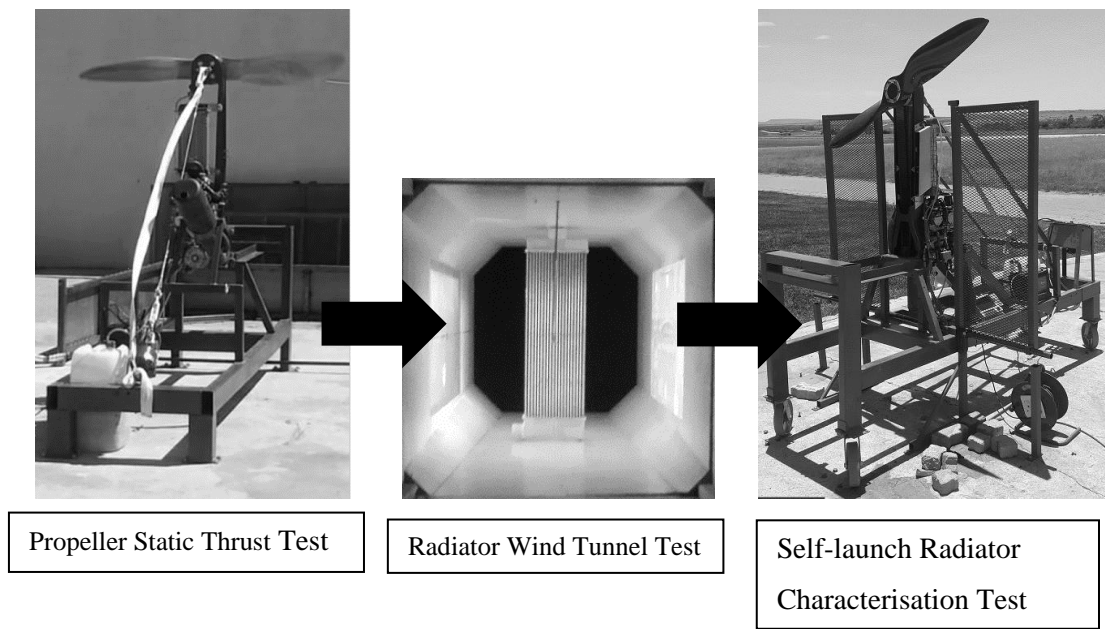 Propeller Static Thrust Test
Radiator Wind Tunnel Test
Self-launch Radiator
Characterisation Test